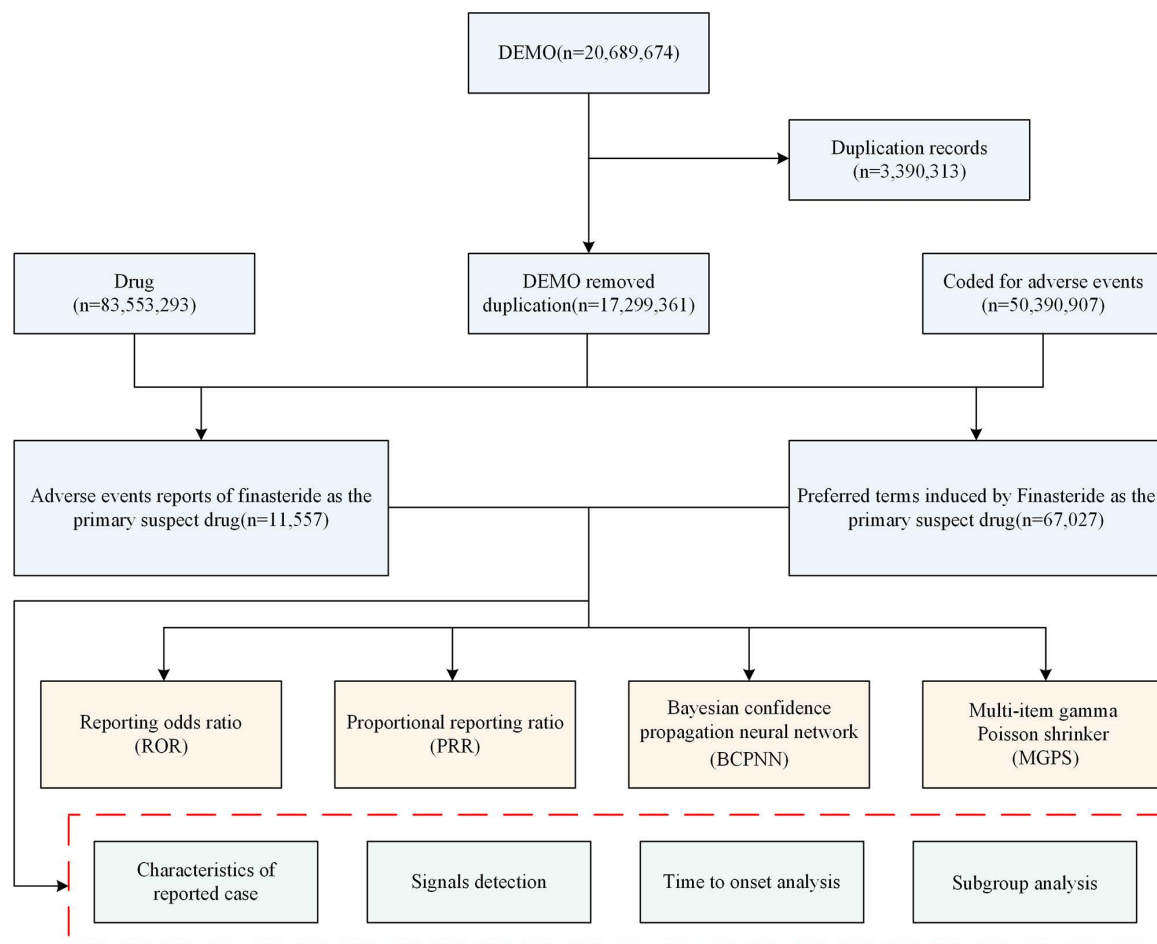 DEMO(n=20,689,674)
Duplication records
(n=3,390,313)
Drug
(n=83,553,293)
DEMO removed
duplication(n=17,299,361)
Coded for adverse events
(n=50,390,907)
Adverse events reports of finasteride as the
primary suspect drug(n=11,557)
Preferred terms induced by Finasteride as the
primary suspect drug(n=67,027)
Reporting odds ratio
(ROR)
Proportional reporting ratio
(PRR)
Bayesian confidence
propagation neural network
(BCPNN)
Multi-item gamma
Poisson shrinker
(MGPS)
Characteristics of
reported case
Signals detection
Time to onset analysis
Subgroup analysis